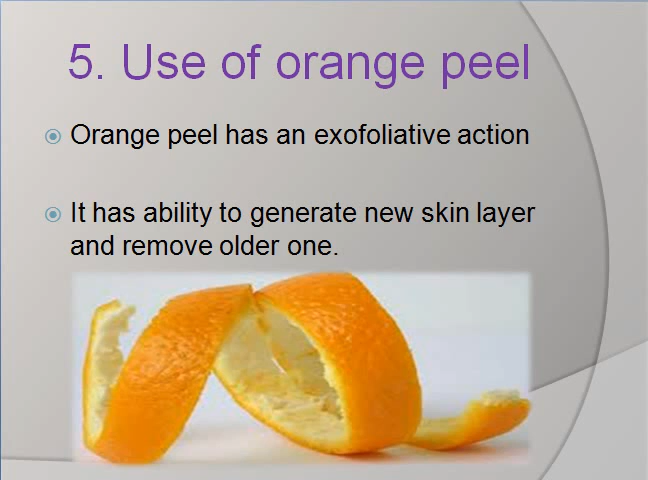 5. Use of orange peel
Orange peel has an exofoliative action
It has ability to generate new skin layer
and remove older one.